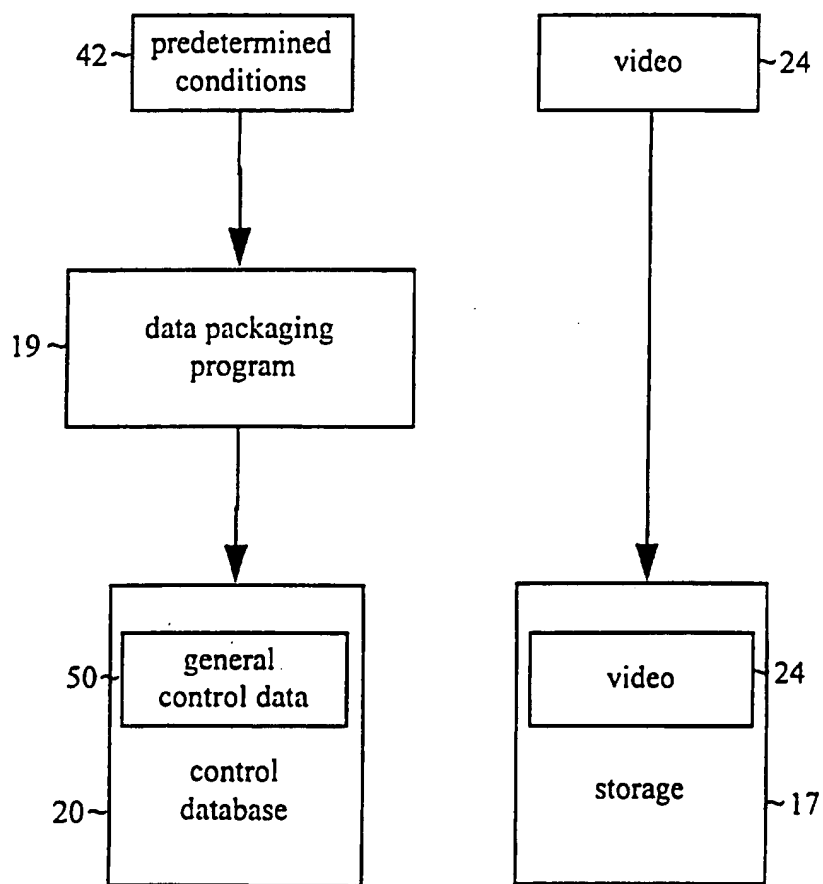 42
predetermined
conditions
video
24
19
data packaging
program
50
general
control data
control
database
20
video
24
storage
17